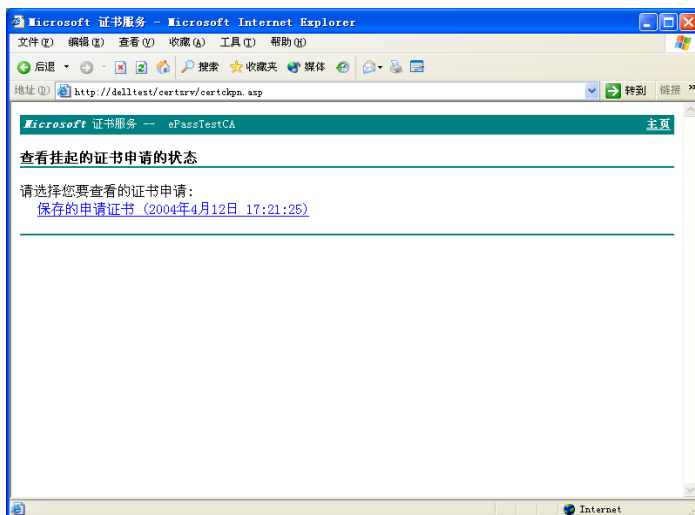 Microsoft 证书服务 - Microsoft Internet Explorer
文件(F) 编辑(E) 查看(V) 收藏(A) 工具(T) 帮助(H)
后退 搜索 收藏夹 媒体
地址(D) http://delltest/certsrv/certckpn.asp 转到 链接 »
Microsoft 证书服务 -- ePassTestCA 主页
查看挂起的证书申请的状态
请选择您要查看的证书申请:
保存的申请证书 (2004年4月12日 17:21:25)
Internet